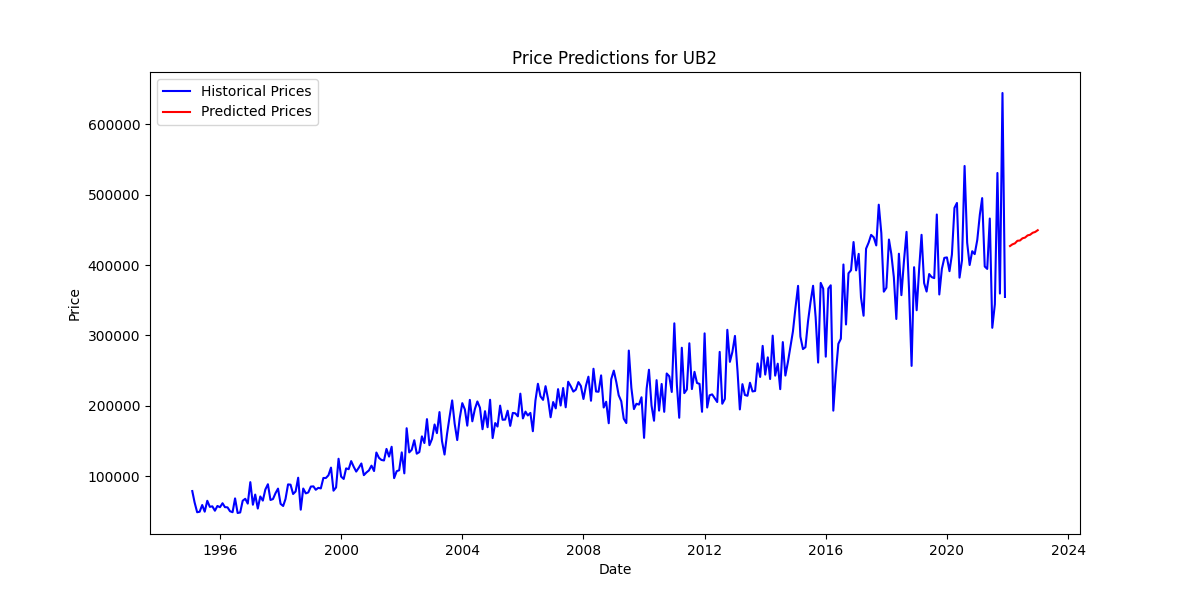 Price Predictions for UB2
Historical Prices
Predicted Prices
600000
500000
400000
300000
200000
100000
Price
1996 2000 2004 2008 2012 2016 2020 2024
Date